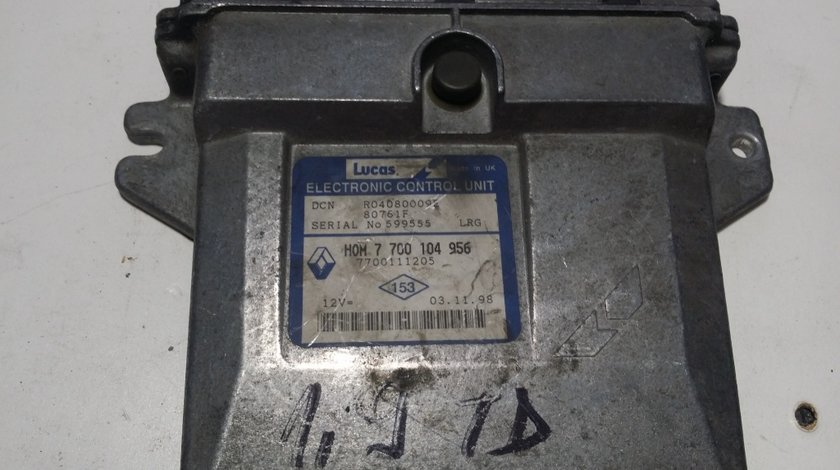 Lucas Made in UK
ELECTRONIC CONTROL UNIT
DCN R04080009
80761F
SERIAL No 599555 LRG
HOM 7 700 104 956
7700111205
153
12V= 03.11.98
1,9 TD